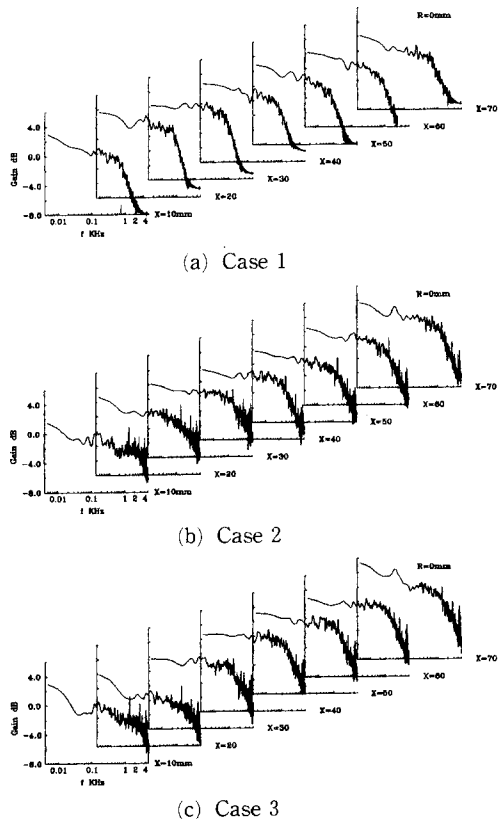 R=0mm
4.0
0.0
-4.0
-8.0
Gain dB
0.01 0.1 1 2 4
f KHz
X=10mm
X=20
X=30
X=40
X=50
X=60
X=70
(a) Case 1
R=0mm
4.0
0.0
-4.0
-8.0
Gain dB
0.01 0.1 1 2 4
f KHz
X=10mm
X=20
X=30
X=40
X=50
X=60
X=70
(b) Case 2
R=0mm
4.0
0.0
-4.0
-8.0
Gain dB
0.01 0.1 1 2 4
f KHz
X=10mm
X=20
X=30
X=40
X=50
X=60
X=70
(c) Case 3